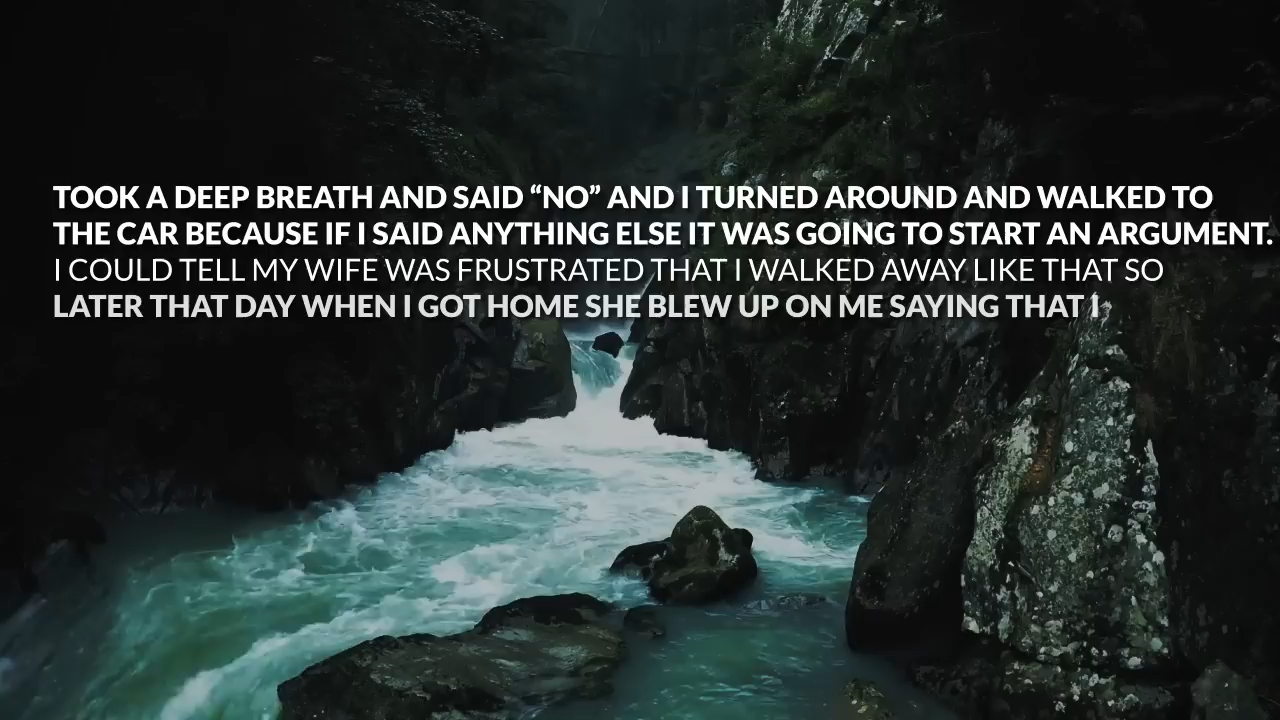 TOOK A DEEP BREATH AND SAID “NO” AND I TURNED AROUND AND WALKED TO
THE CAR BECAUSE IF I SAID ANYTHING ELSE IT WAS GOING TO START AN ARGUMENT.
I COULD TELL MY WIFE WAS FRUSTRATED THAT I WALKED AWAY LIKE THAT SO
LATER THAT DAY WHEN I GOT HOME SHE BLEW UP ON ME SAYING THAT I